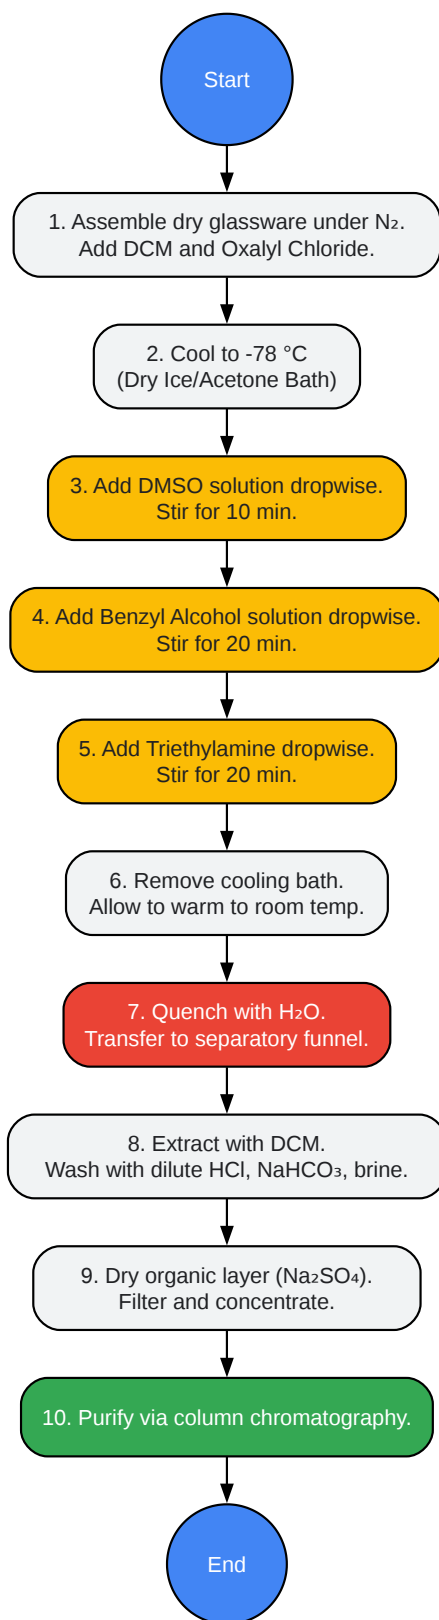 Start
1. Assemble dry glassware under N₂.
Add DCM and Oxalyl Chloride.
2. Cool to -78 °C
(Dry Ice/Acetone Bath)
3. Add DMSO solution dropwise.
Stir for 10 min.
4. Add Benzyl Alcohol solution dropwise.
Stir for 20 min.
5. Add Triethylamine dropwise.
Stir for 20 min.
6. Remove cooling bath.
Allow to warm to room temp.
7. Quench with H₂O.
Transfer to separatory funnel.
8. Extract with DCM.
Wash with dilute HCl, NaHCO₃, brine.
9. Dry organic layer (Na₂SO₄).
Filter and concentrate.
10. Purify via column chromatography.
End